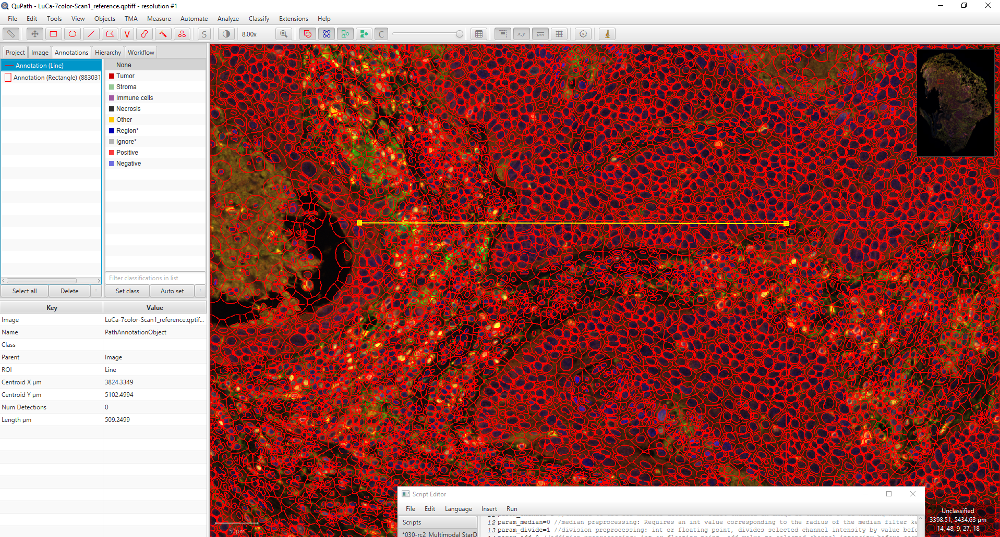 QuPath - LuCa-7color-Scan1_reference.qptiff - resolution #1
File Edit Tools View Objects TMA Measure Automate Analyze Classify Extensions Help
V S 8.00x C x,y μm
Project Image Annotations Hierarchy Workflow
Annotation (Line)
Annotation (Rectangle) (883031
None
Tumor
Stroma
Immune cells
Necrosis
Other
Region*
Ignore*
Positive
Negative
Filter classifications in list
Select all Delete Set class Auto set
Key Value
Image LuCa-7color-Scan1_reference.qptif...
Name PathAnnotationObject
Class
Parent Image
ROI Line
Centroid X μm 3824.3349
Centroid Y μm 5102.4994
Num Detections 0
Length μm 509.2499
50μm
Script Editor
File Edit Language Insert Run
Scripts
*030-rc2_Multimodal StarD
12 param_median=0 //median preprocessing: Requires an int value corresponding to the radius of the median filter ke
13 param_divide=1 //division preprocessing: int or floating point, divides selected channel intensity by value befo
Unclassified
3398.51, 5434.63 μm
14, 48, 9, 27, 18